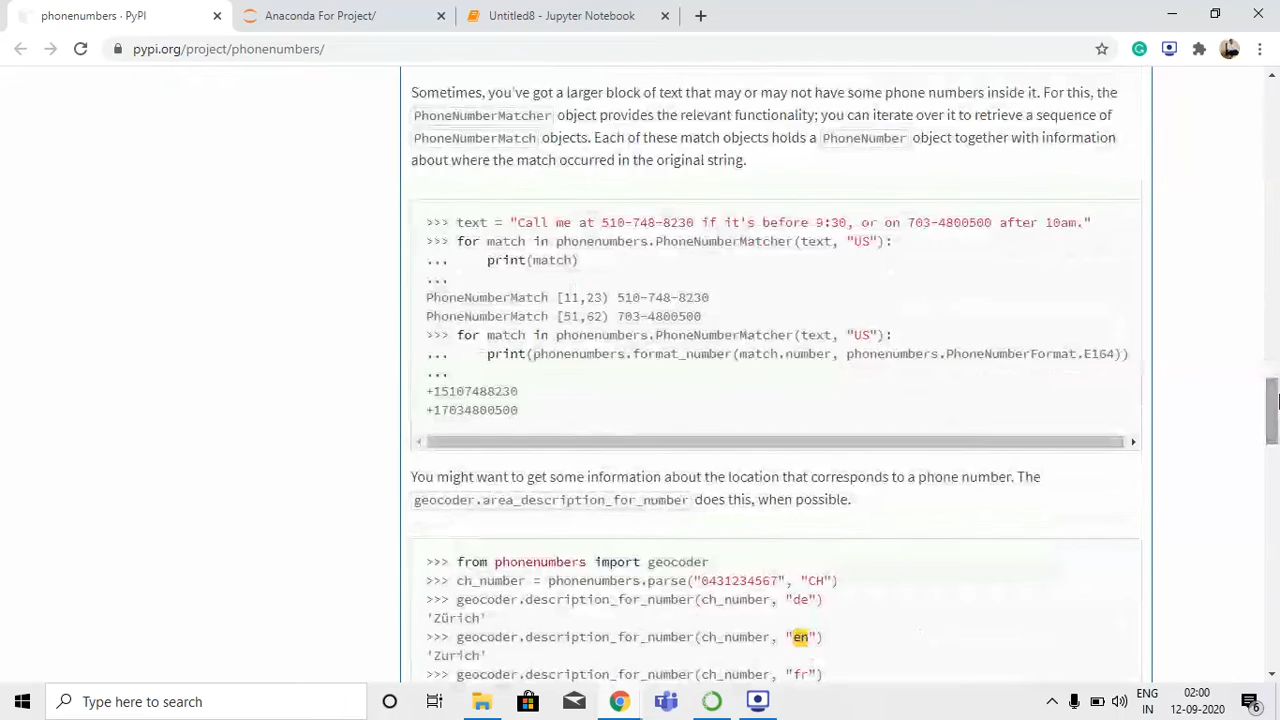 phonenumbers · PyPI
Anaconda For Project/
Untitled8 - Jupyter Notebook
pypi.org/project/phonenumbers/
Sometimes, you've got a larger block of text that may or may not have some phone numbers inside it. For this, the
PhoneNumberMatcher object provides the relevant functionality; you can iterate over it to retrieve a sequence of
PhoneNumberMatch objects. Each of these match objects holds a PhoneNumber object together with information
about where the match occurred in the original string.
>>> text = "Call me at 510-748-8230 if it's before 9:30, or on 703-4800500 after 10am."
>>> for match in phonenumbers.PhoneNumberMatcher(text, "US"):
...     print(match)
...
PhoneNumberMatch [11,23) 510-748-8230
PhoneNumberMatch [51,62) 703-4800500
>>> for match in phonenumbers.PhoneNumberMatcher(text, "US"):
...     print(phonenumbers.format_number(match.number, phonenumbers.PhoneNumberFormat.E164))
...
+15107488230
+17034800500
You might want to get some information about the location that corresponds to a phone number. The
geocoder.area_description_for_number does this, when possible.
>>> from phonenumbers import geocoder
>>> ch_number = phonenumbers.parse("0431234567", "CH")
>>> geocoder.description_for_number(ch_number, "de")
'Zürich'
>>> geocoder.description_for_number(ch_number, "en")
'Zurich'
>>> geocoder.description_for_number(ch_number, "fr")
Type here to search
ENG
IN
02:00
12-09-2020
6